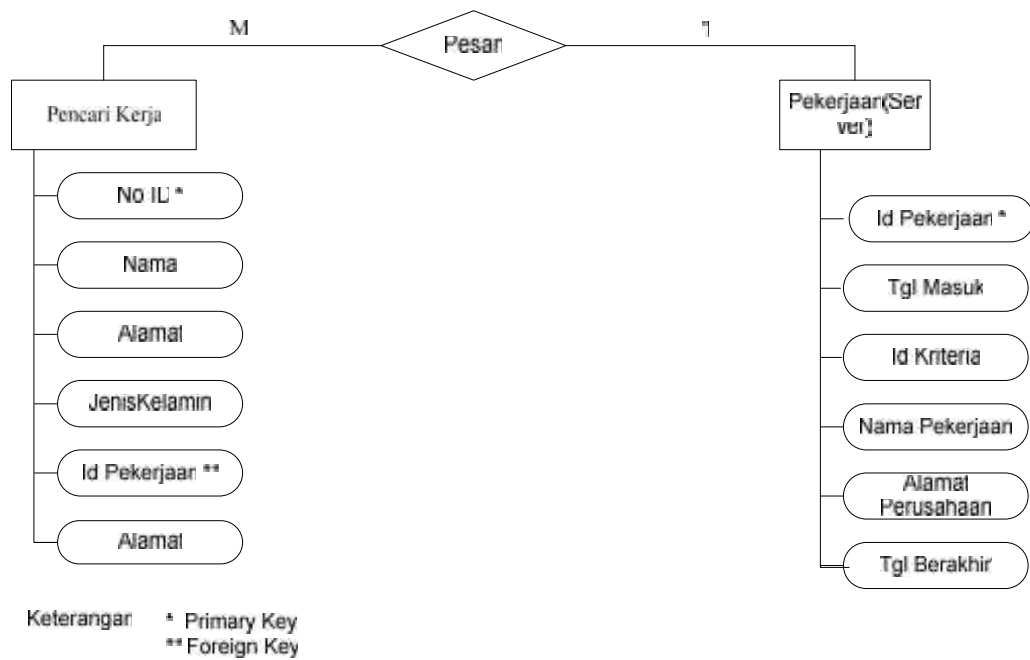 M
Pesan
1
Pencari Kerja
Pekerjaan(Ser
ver)
No ID *
Nama
Alamat
JenisKelamin
Id Pekerjaan **
Alamat
Id Pekerjaan *
Tgl Masuk
Id Kriteria
Nama Pekerjaan
Alamat
Perusahaan
Tgl Berakhir
Keterangan * Primary Key
** Foreign Key